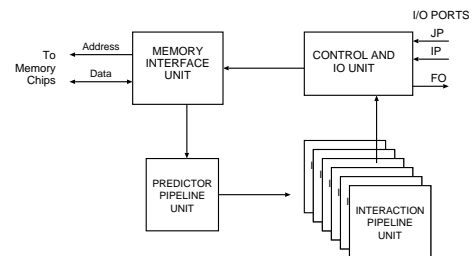 I/O PORTS
JP
IP
FO
To
Memory
Chips
Address
Data
MEMORY
INTERFACE
UNIT
CONTROL AND
IO UNIT
PREDICTOR
PIPELINE
UNIT
INTERACTION
PIPELINE
UNIT